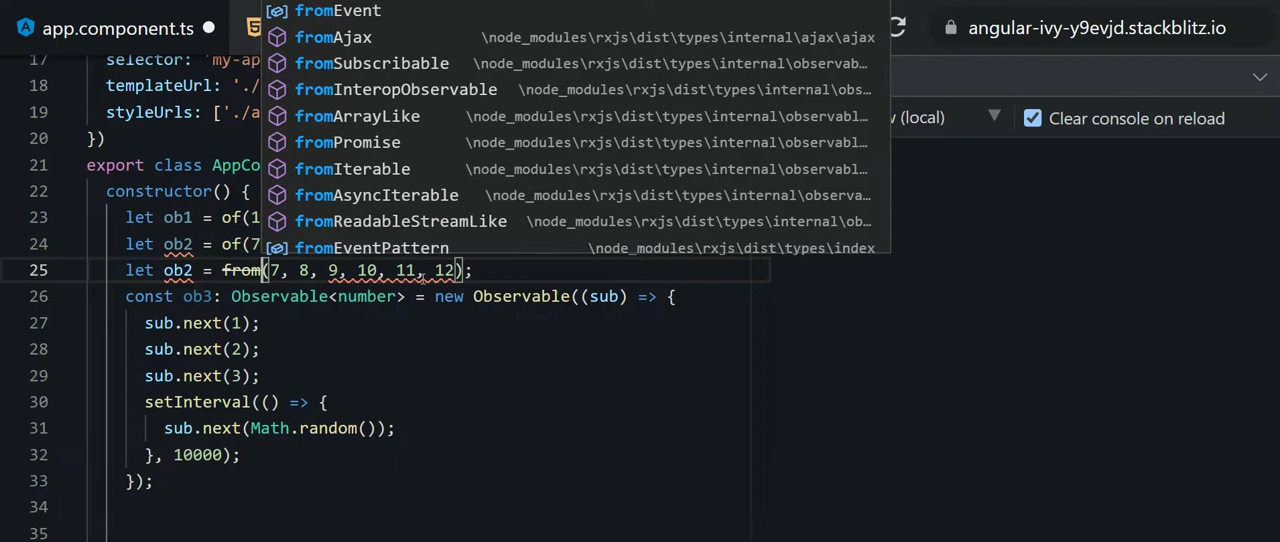 app.component.ts
angular-ivy-y9evjd.stackblitz.io
fromEvent
fromAjax \node_modules\rxjs\dist\types\internal\ajax\ajax
fromSubscribable \node_modules\rxjs\dist\types\internal\observab…
fromInteropObservable \node_modules\rxjs\dist\types\internal\obs…
fromArrayLike \node_modules\rxjs\dist\types\internal\observabl…
fromPromise \node_modules\rxjs\dist\types\internal\observabl…
fromIterable \node_modules\rxjs\dist\types\internal\observabl…
fromAsyncIterable \node_modules\rxjs\dist\types\internal\observa…
fromReadableStreamLike \node_modules\rxjs\dist\types\internal\ob…
fromEventPattern \node_modules\rxjs\dist\types\index
(local)
Clear console on reload
17 selector: 'my-ap
18 templateUrl: './
19 styleUrls: ['./a
20 })
21 export class AppCo
22 constructor() {
23 let ob1 = of(1
24 let ob2 = of(7
25 let ob2 = from(7, 8, 9, 10, 11, 12);
26 const ob3: Observable<number> = new Observable((sub) => {
27 sub.next(1);
28 sub.next(2);
29 sub.next(3);
30 setInterval(() => {
31 sub.next(Math.random());
32 }, 10000);
33 });
34
35